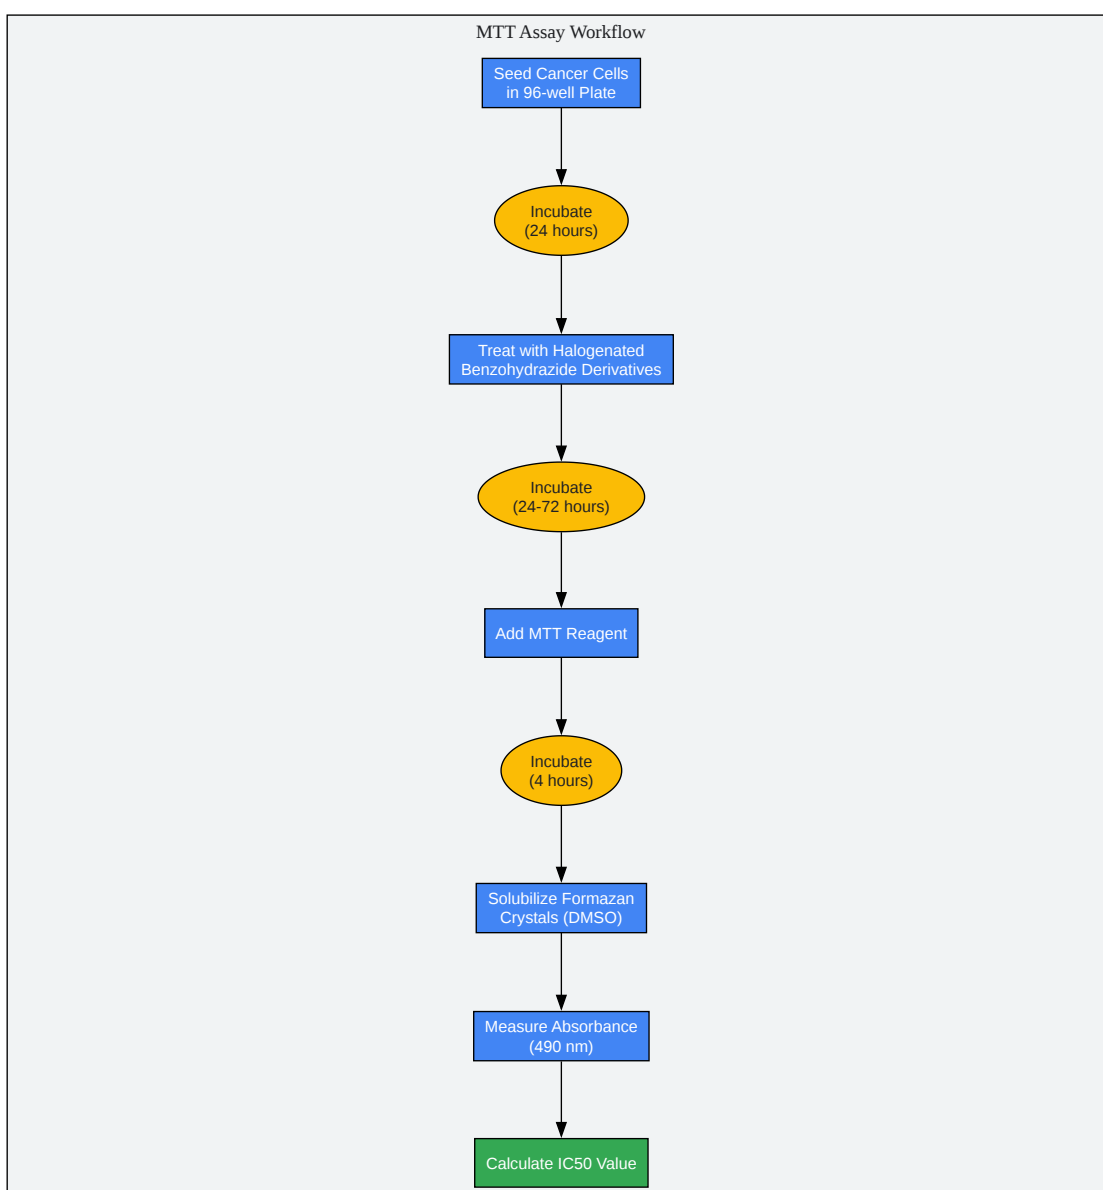 MTT Assay Workflow
Seed Cancer Cells
in 96-well Plate
Incubate
(24 hours)
Treat with Halogenated
Benzohydrazide Derivatives
Incubate
(24-72 hours)
Add MTT Reagent
Incubate
(4 hours)
Solubilize Formazan
Crystals (DMSO)
Measure Absorbance
(490 nm)
Calculate IC50 Value